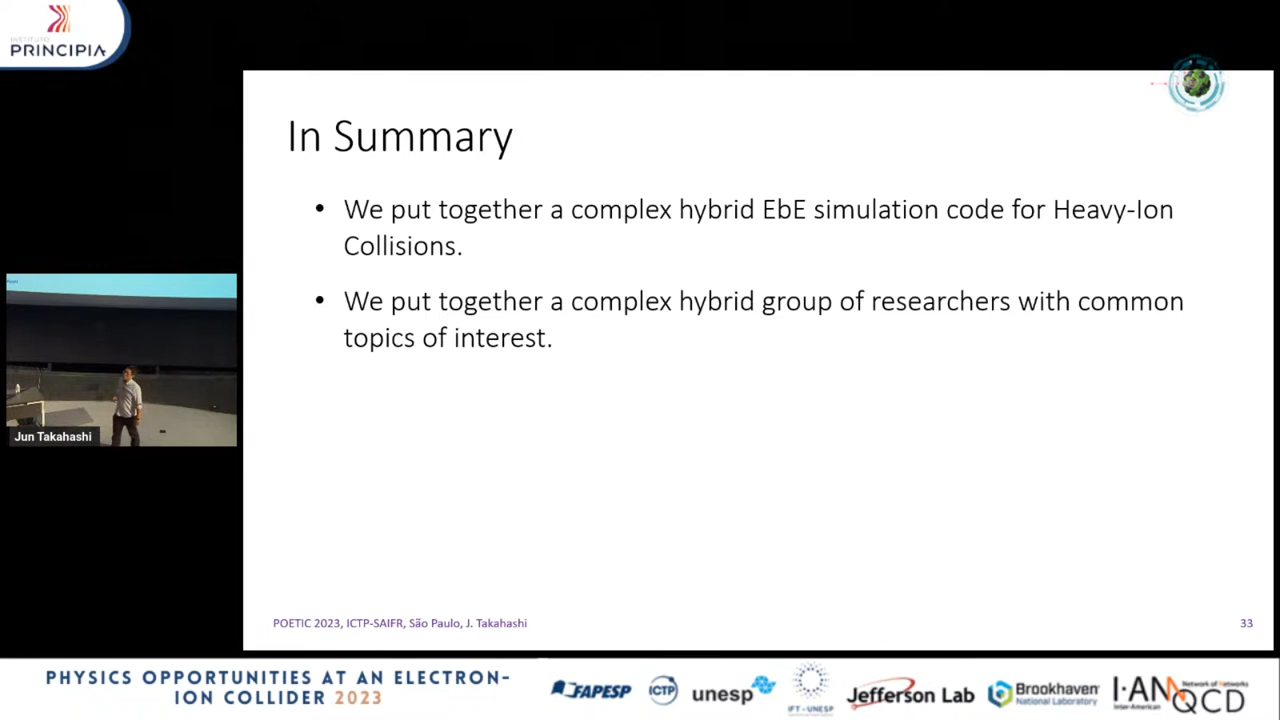 INSTITUTO
PRINCIPIA
In Summary
• We put together a complex hybrid EbE simulation code for Heavy-Ion
Collisions.
• We put together a complex hybrid group of researchers with common
topics of interest.
Jun Takahashi
POETIC 2023, ICTP-SAIFR, São Paulo, J. Takahashi
33
PHYSICS OPPORTUNITIES AT AN ELECTRON-
ION COLLIDER 2023
FAPESP
ICTP
unesp
IFT - UNESP
Jefferson Lab
Brookhaven
National Laboratory
I·ANQCD
Inter-American
Network of Networks